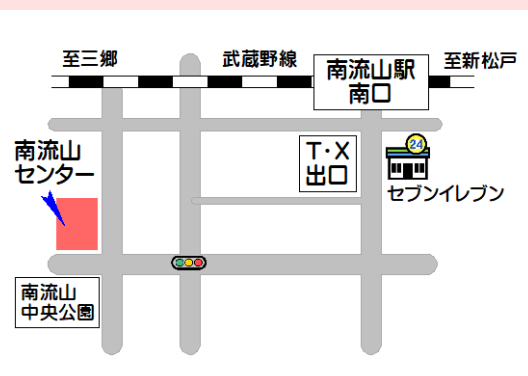 至三郷
武蔵野線
至新松戸
南流山駅
南口
南流山
センター
T・X
出口
24
セブンイレブン
南流山
中央公園